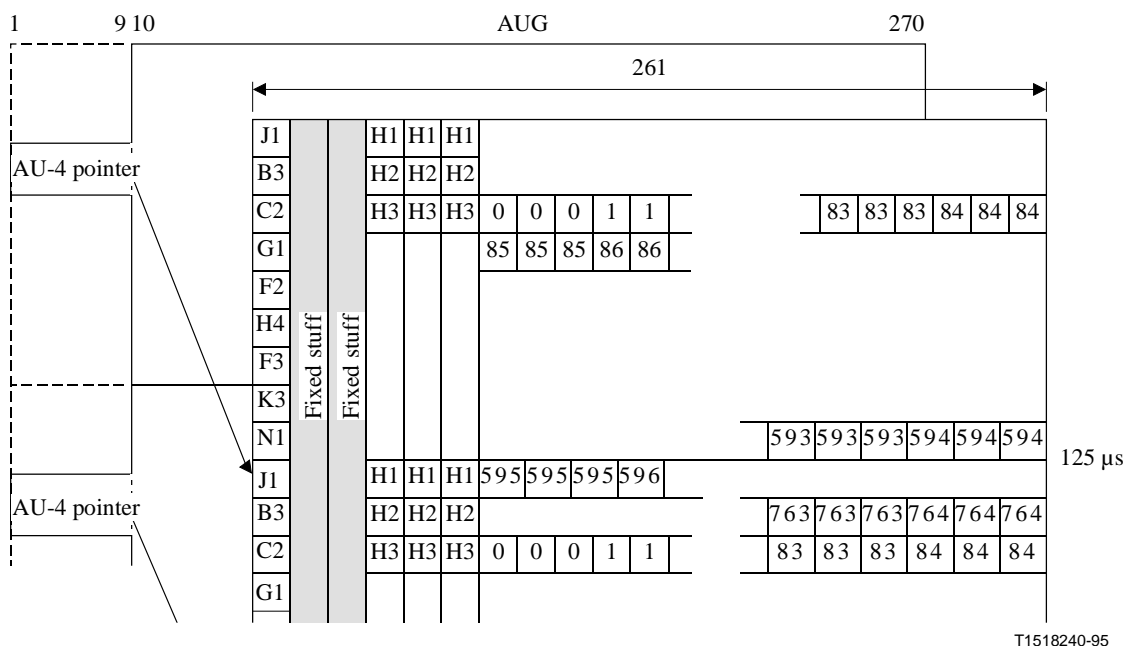 1 9 10 AUG 270
261
J1 H1 H1 H1
AU-4 pointer
B3 H2 H2 H2
C2 H3 H3 H3 0 0 0 1 1 83 83 83 84 84 84
G1 85 85 85 86 86
F2
H4
Fixed stuff
Fixed stuff
F3
K3
N1 593 593 593 594 594 594
125 µs
J1 H1 H1 H1 595 595 595 596
AU-4 pointer
B3 H2 H2 H2 763 763 763 764 764 764
C2 H3 H3 H3 0 0 0 1 1 83 83 83 84 84 84
G1
T1518240-95